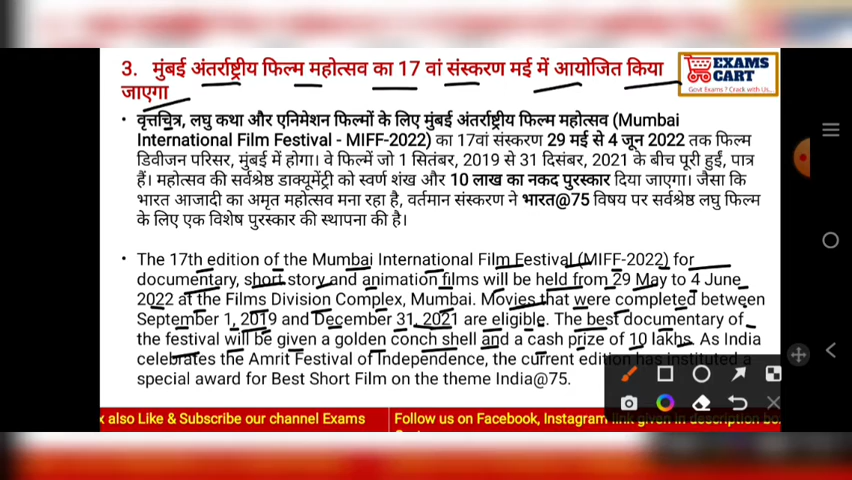 3. मुंबई अंतर्राष्ट्रीय फिल्म महोत्सव का 17 वां संस्करण मई में आयोजित किया
जाएगा
EXAMS
CART
Govt Exams ? Crack with Us...
• वृत्तचित्र, लघु कथा और एनिमेशन फिल्मों के लिए मुंबई अंतर्राष्ट्रीय फिल्म महोत्सव (Mumbai
International Film Festival - MIFF-2022) का 17वां संस्करण 29 मई से 4 जून 2022 तक फिल्म
डिवीजन परिसर, मुंबई में होगा। वे फिल्में जो 1 सितंबर, 2019 से 31 दिसंबर, 2021 के बीच पूरी हुईं, पात्र
हैं। महोत्सव की सर्वश्रेष्ठ डाक्यूमेंट्री को स्वर्ण शंख और 10 लाख का नकद पुरस्कार दिया जाएगा। जैसा कि
भारत आजादी का अमृत महोत्सव मना रहा है, वर्तमान संस्करण ने भारत@75 विषय पर सर्वश्रेष्ठ लघु फिल्म
के लिए एक विशेष पुरस्कार की स्थापना की है।
• The 17th edition of the Mumbai International Film Festival (MIFF-2022) for
documentary, short story and animation films will be held from 29 May to 4 June
2022 at the Films Division Complex, Mumbai. Movies that were completed between
September 1, 2019 and December 31, 2021 are eligible. The best documentary of
the festival will be given a golden conch shell and a cash prize of 10 lakhs. As India
celebrates the Amrit Festival of Independence, the current edition has instituted a
special award for Best Short Film on the theme India@75.
x also Like & Subscribe our channel Exams
Follow us on Facebook, Instagram link given in description box